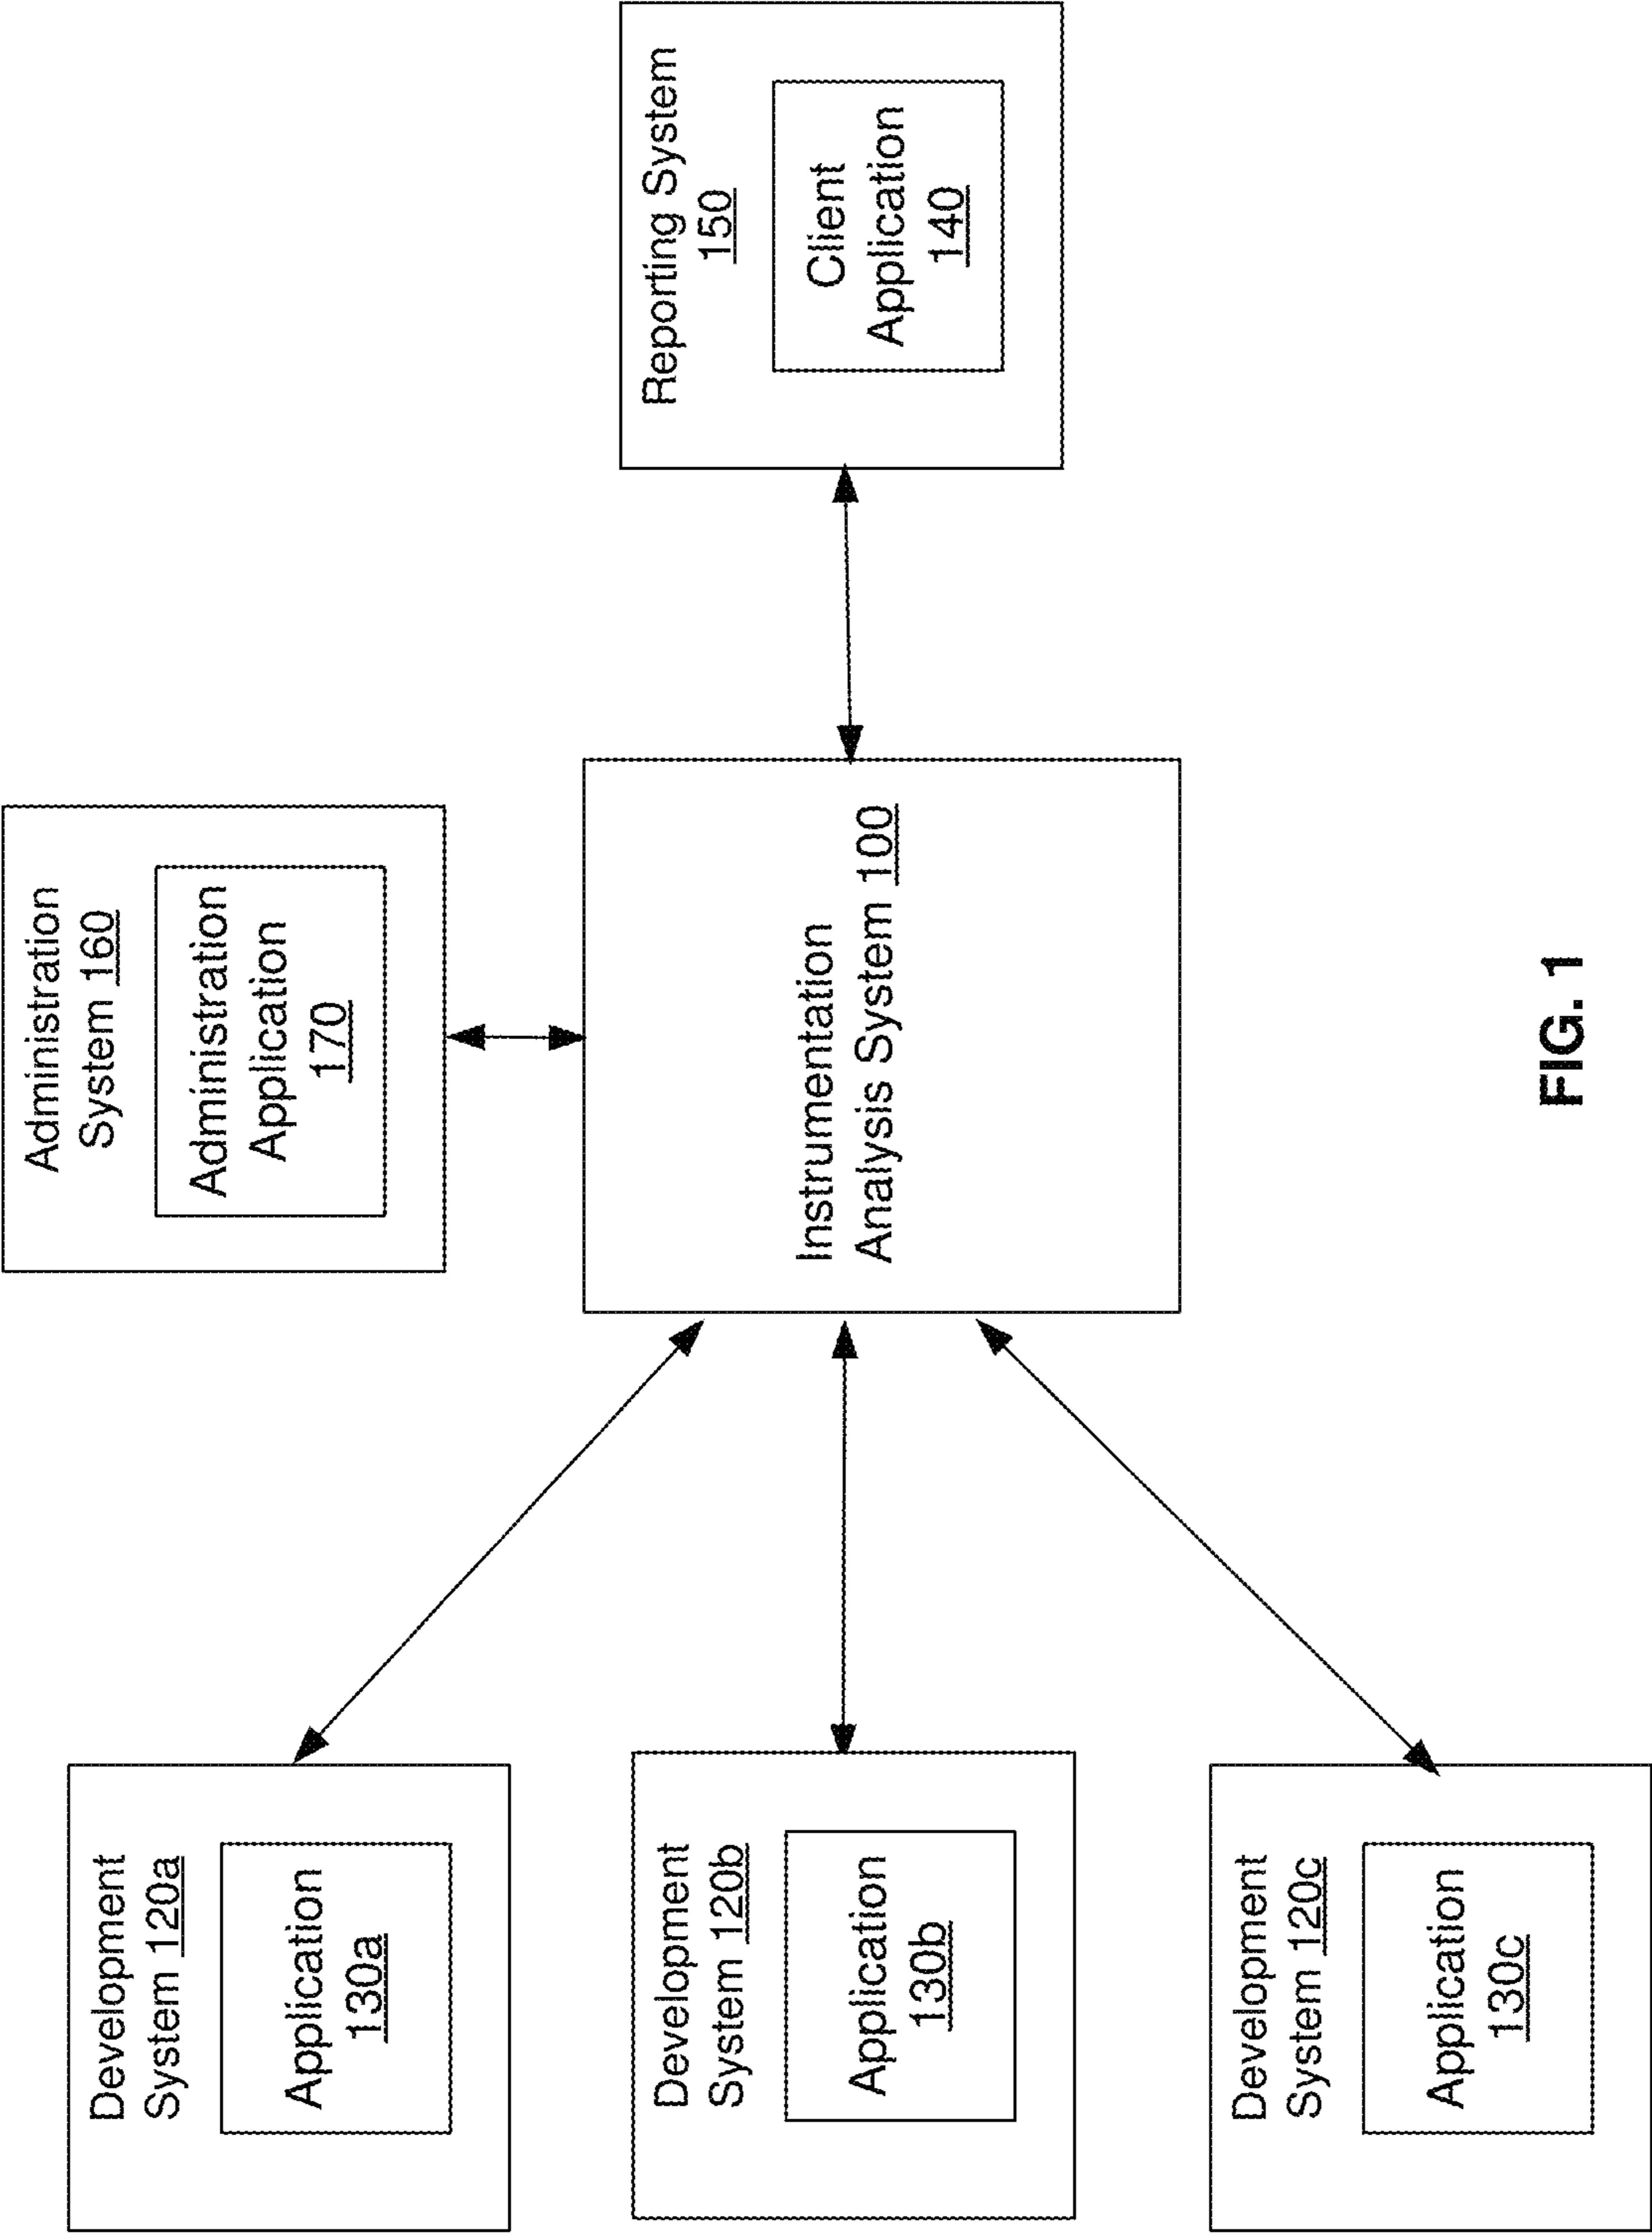 Administration
System 160
Administration
Application
170
Development
System 120a
Application
130a
Development
System 120b
Application
130b
Development
System 120c
Application
130c
Instrumentation
Analysis System 100
Reporting System
150
Client
Application
140
FIG. 1